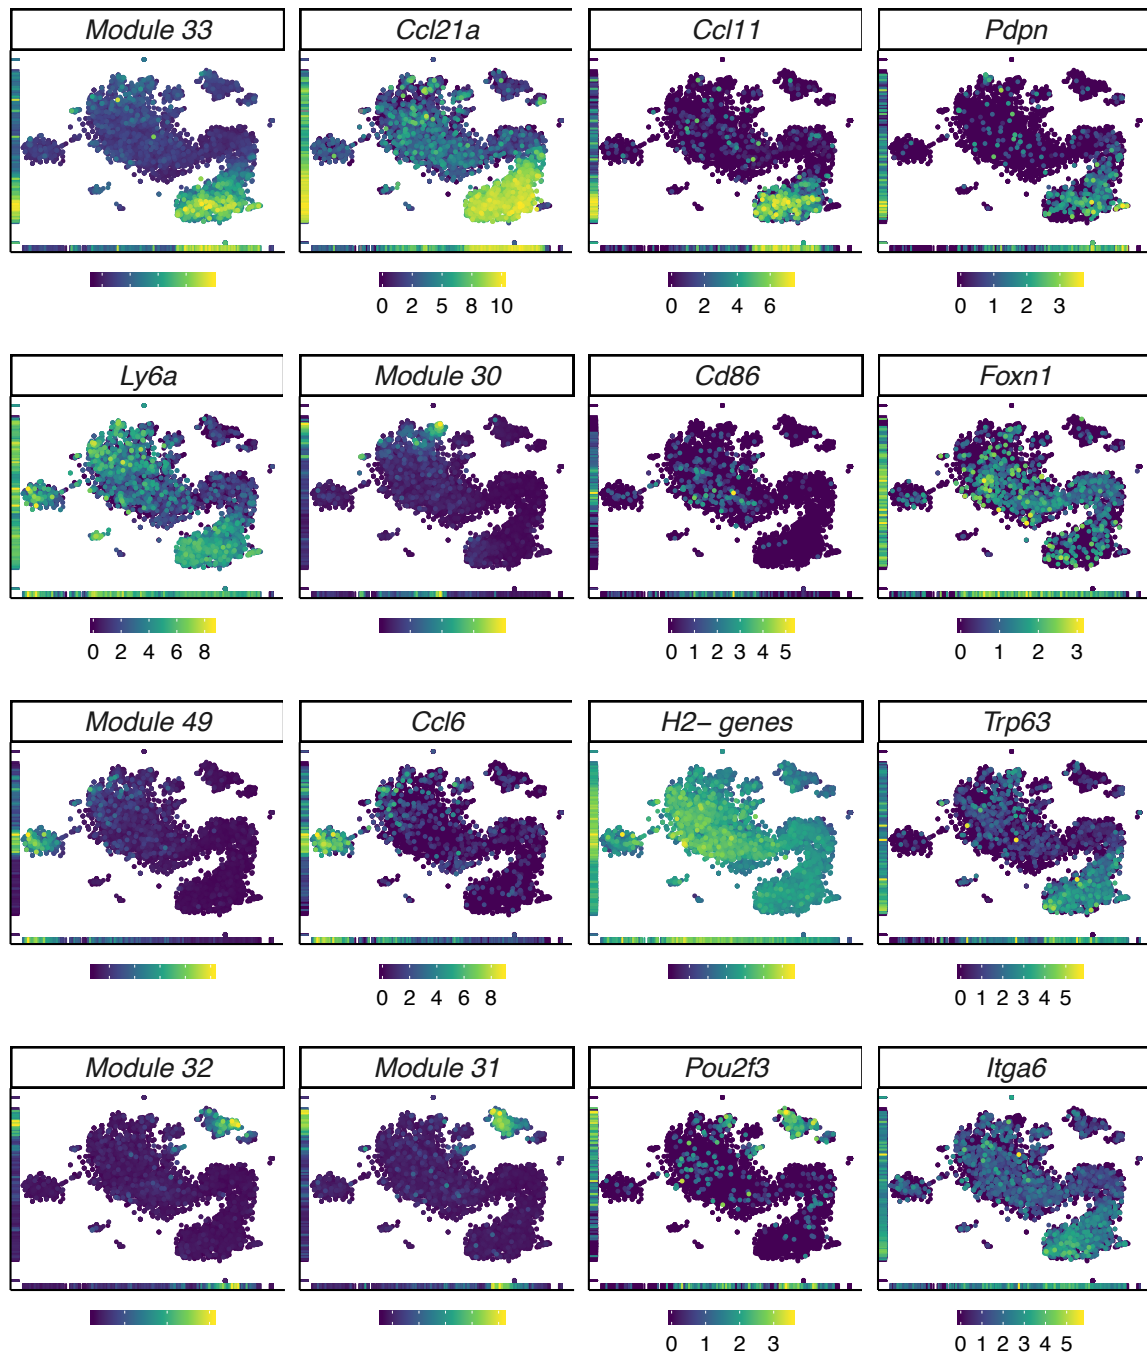 Module 33 Ccl21a Ccl11 Pdpn
0 2 5 8 10 0 2 4 6 0 1 2 3
Ly6a Module 30 Cd86 Foxn1
0 2 4 6 8 0 1 2 3 4 5 0 1 2 3
Module 49 Ccl6 H2− genes Trp63
0 2 4 6 8 0 1 2 3 4 5
Module 32 Module 31 Pou2f3 Itga6
0 1 2 3 0 1 2 3 4 5